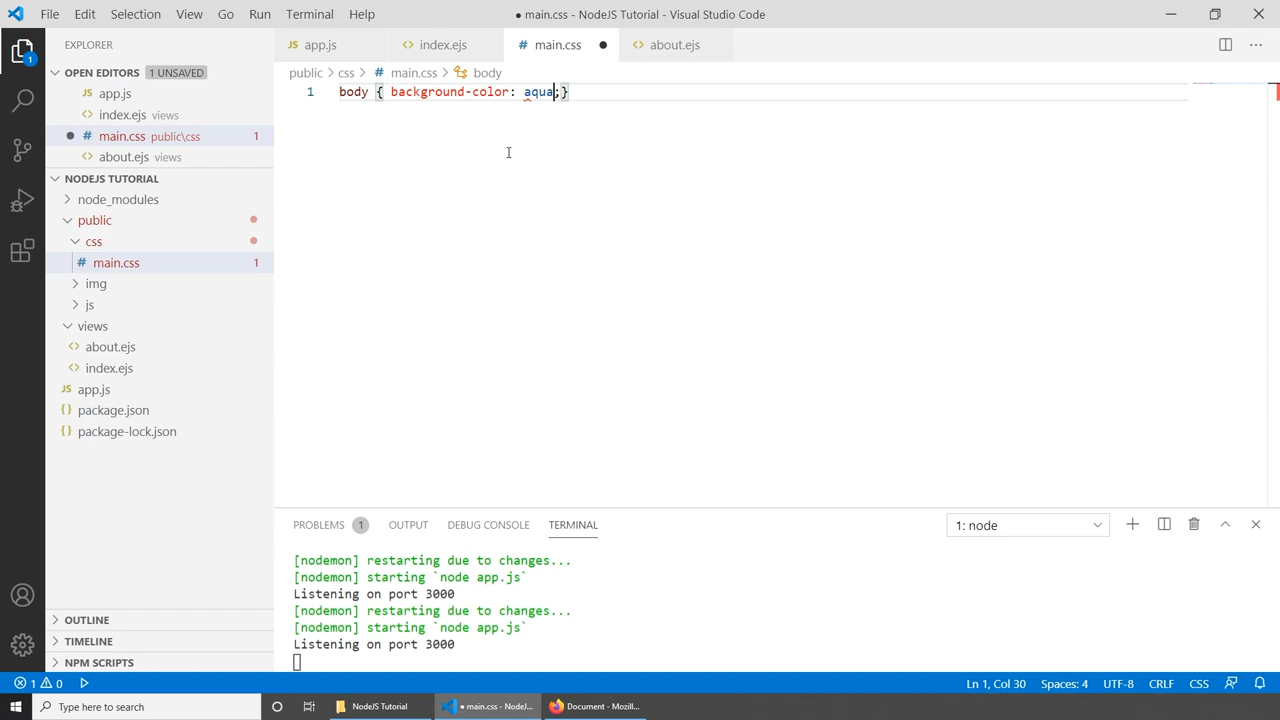 File Edit Selection View Go Run Terminal Help ● main.css - NodeJS Tutorial - Visual Studio Code
EXPLORER
JS app.js <> index.ejs # main.css ● <> about.ejs
public > css > # main.css > body
OPEN EDITORS 1 UNSAVED
JS app.js
<> index.ejs views
● # main.css public\css 1
<> about.ejs views
NODEJS TUTORIAL
node_modules
public
css
# main.css 1
img
js
views
<> about.ejs
<> index.ejs
JS app.js
{} package.json
{} package-lock.json
OUTLINE
TIMELINE
NPM SCRIPTS
1
1 body { background-color: aqua;}
PROBLEMS 1 OUTPUT DEBUG CONSOLE TERMINAL 1: node
[nodemon] restarting due to changes...
[nodemon] starting `node app.js`
Listening on port 3000
[nodemon] restarting due to changes...
[nodemon] starting `node app.js`
Listening on port 3000
1 0 Ln 1, Col 30 Spaces: 4 UTF-8 CRLF CSS
Type here to search NodeJS Tutorial ● main.css - NodeJ... Document - Mozill...